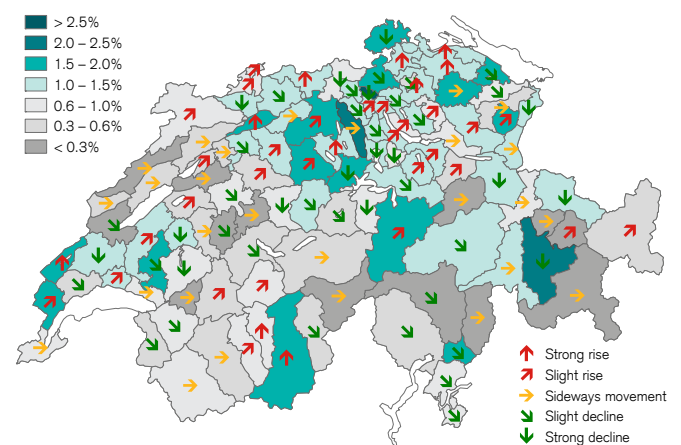 > 2.5%
2.0 – 2.5%
1.5 – 2.0%
1.0 – 1.5%
0.6 – 1.0%
0.3 – 0.6%
< 0.3%
Strong rise
Slight rise
Sideways movement
Slight decline
Strong decline